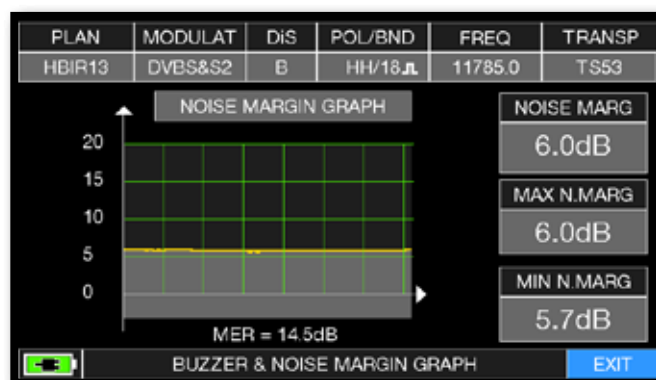 PLAN MODULAT DiS POL/BND FREQ TRANSP
HBIR13 DVBS&S2 B HH/18 11785.0 TS53
NOISE MARGIN GRAPH
NOISE MARG
6.0dB
MAX N.MARG
6.0dB
MIN N.MARG
5.7dB
20
15
10
5
0
MER = 14.5dB
BUZZER & NOISE MARGIN GRAPH
EXIT